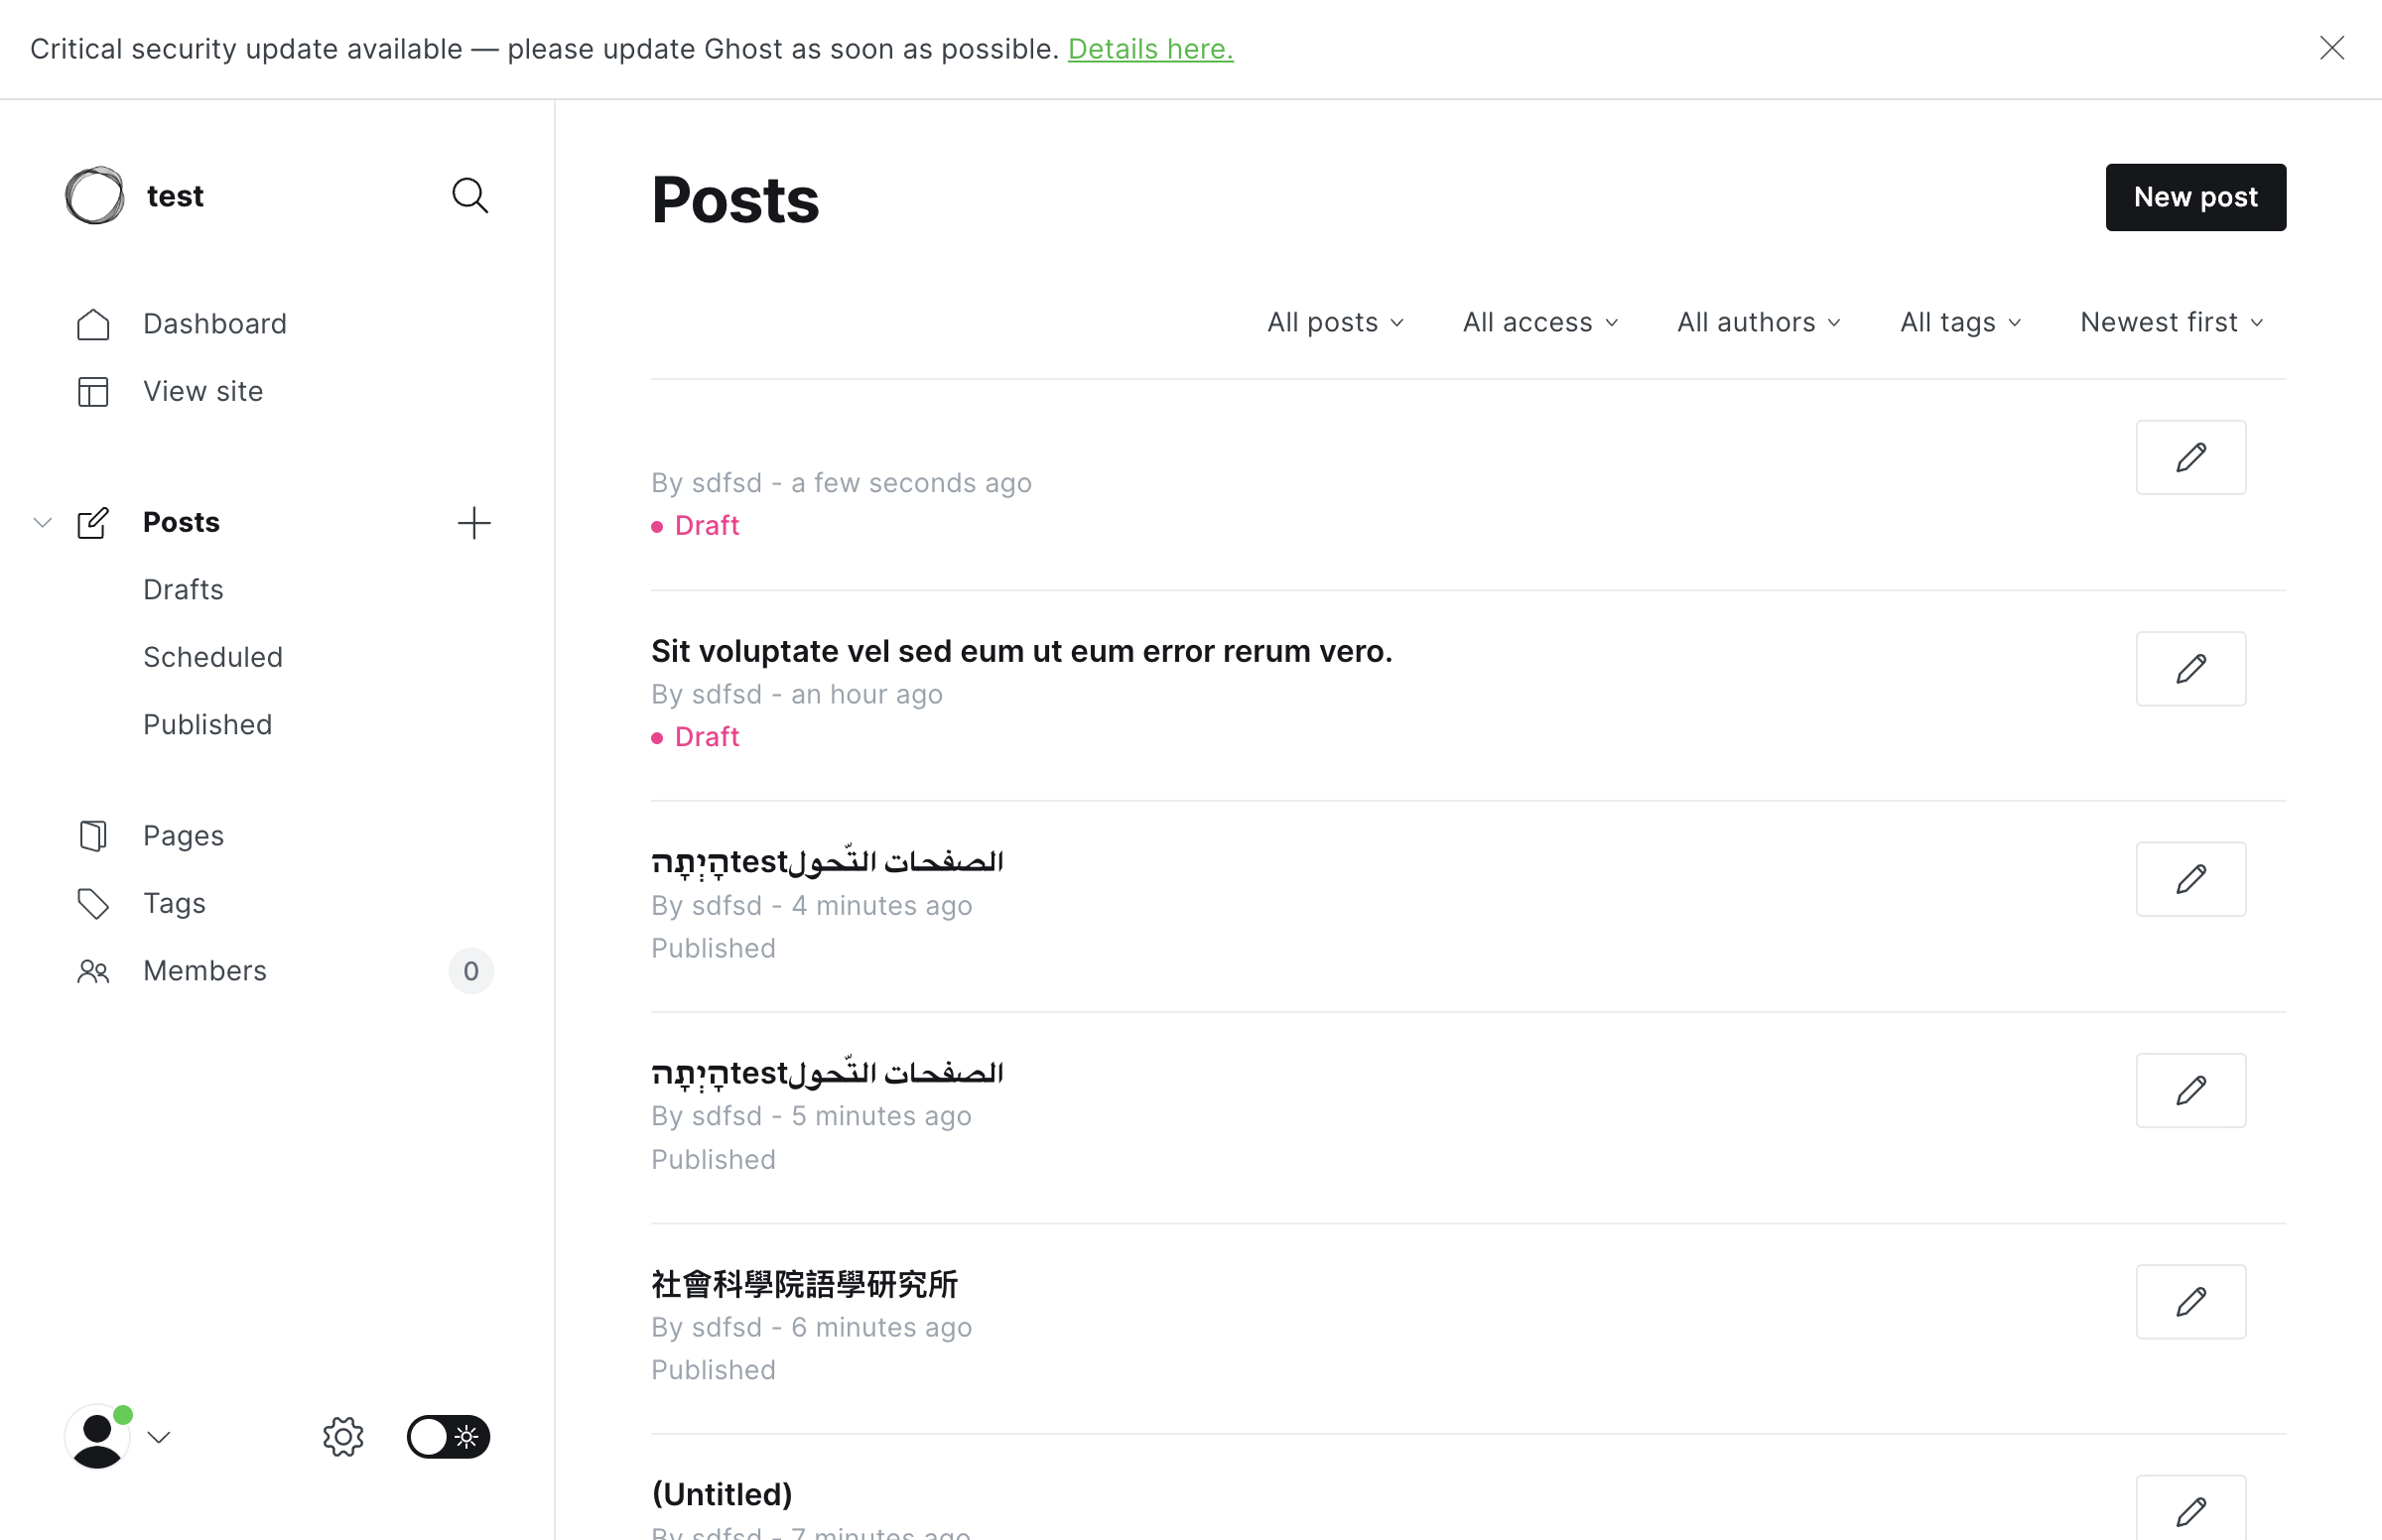 Critical security update available — please update Ghost as soon as possible. Details here.
test
Dashboard
View site
Posts
Drafts
Scheduled
Published
Pages
Tags
Members 0
Posts
New post
All posts All access All authors All tags Newest first
By sdfsd - a few seconds ago
Draft
Sit voluptate vel sed eum ut eum error rerum vero.
By sdfsd - an hour ago
Draft
הָיְתָהtestالصفحات التّحول
By sdfsd - 4 minutes ago
Published
הָיְתָהtestالصفحات التّحول
By sdfsd - 5 minutes ago
Published
社會科學院語學研究所
By sdfsd - 6 minutes ago
Published
(Untitled)
By sdfsd - 7 minutes ago